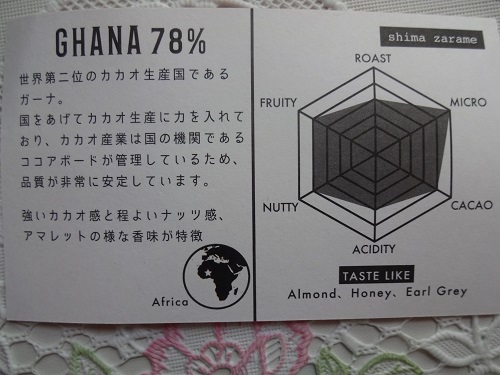 GHANA 78%
世界第二位のカカオ生産国である
ガーナ。
国をあげてカカオ生産に力を入れて
おり、カカオ産業は国の機関である
ココアボードが管理しているため、
品質が非常に安定しています。
強いカカオ感と程よいナッツ感、
アマレットの様な香味が特徴
Africa
shima zarame
ROAST
FRUITY
MICRO
NUTTY
CACAO
ACIDITY
TASTE LIKE
Almond、Honey、Earl Grey